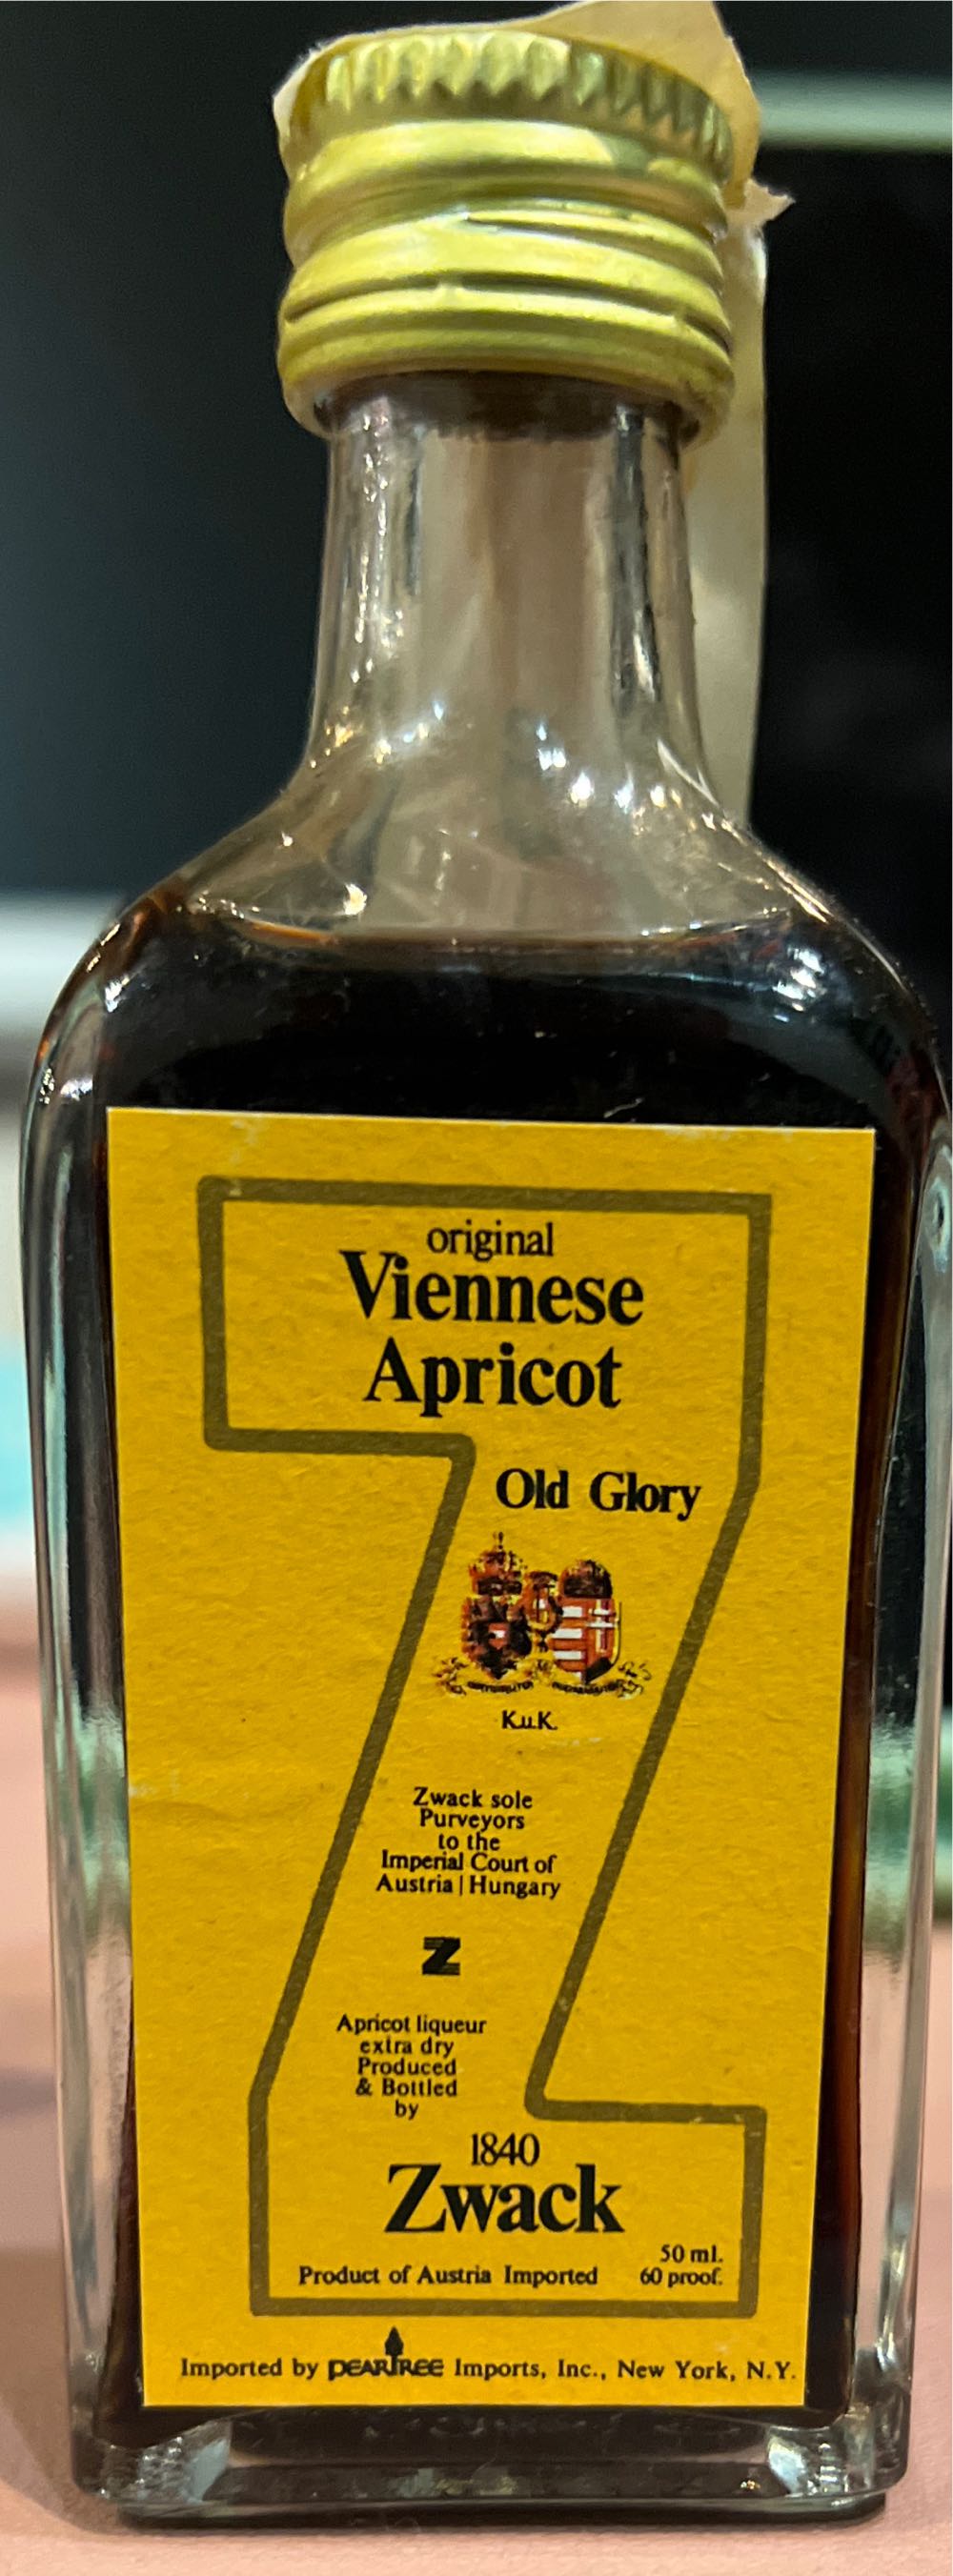 original
Viennese
Apricot
Old Glory
K.u.K.
Zwack sole
Purveyors
to the
Imperial Court of
Austria | Hungary
Z
Apricot liqueur
extra dry
Produced
& Bottled
by
1840
Zwack
50 ml.
Product of Austria Imported 60 proof.
Imported by PEARTREE Imports, Inc., New York, N.Y.